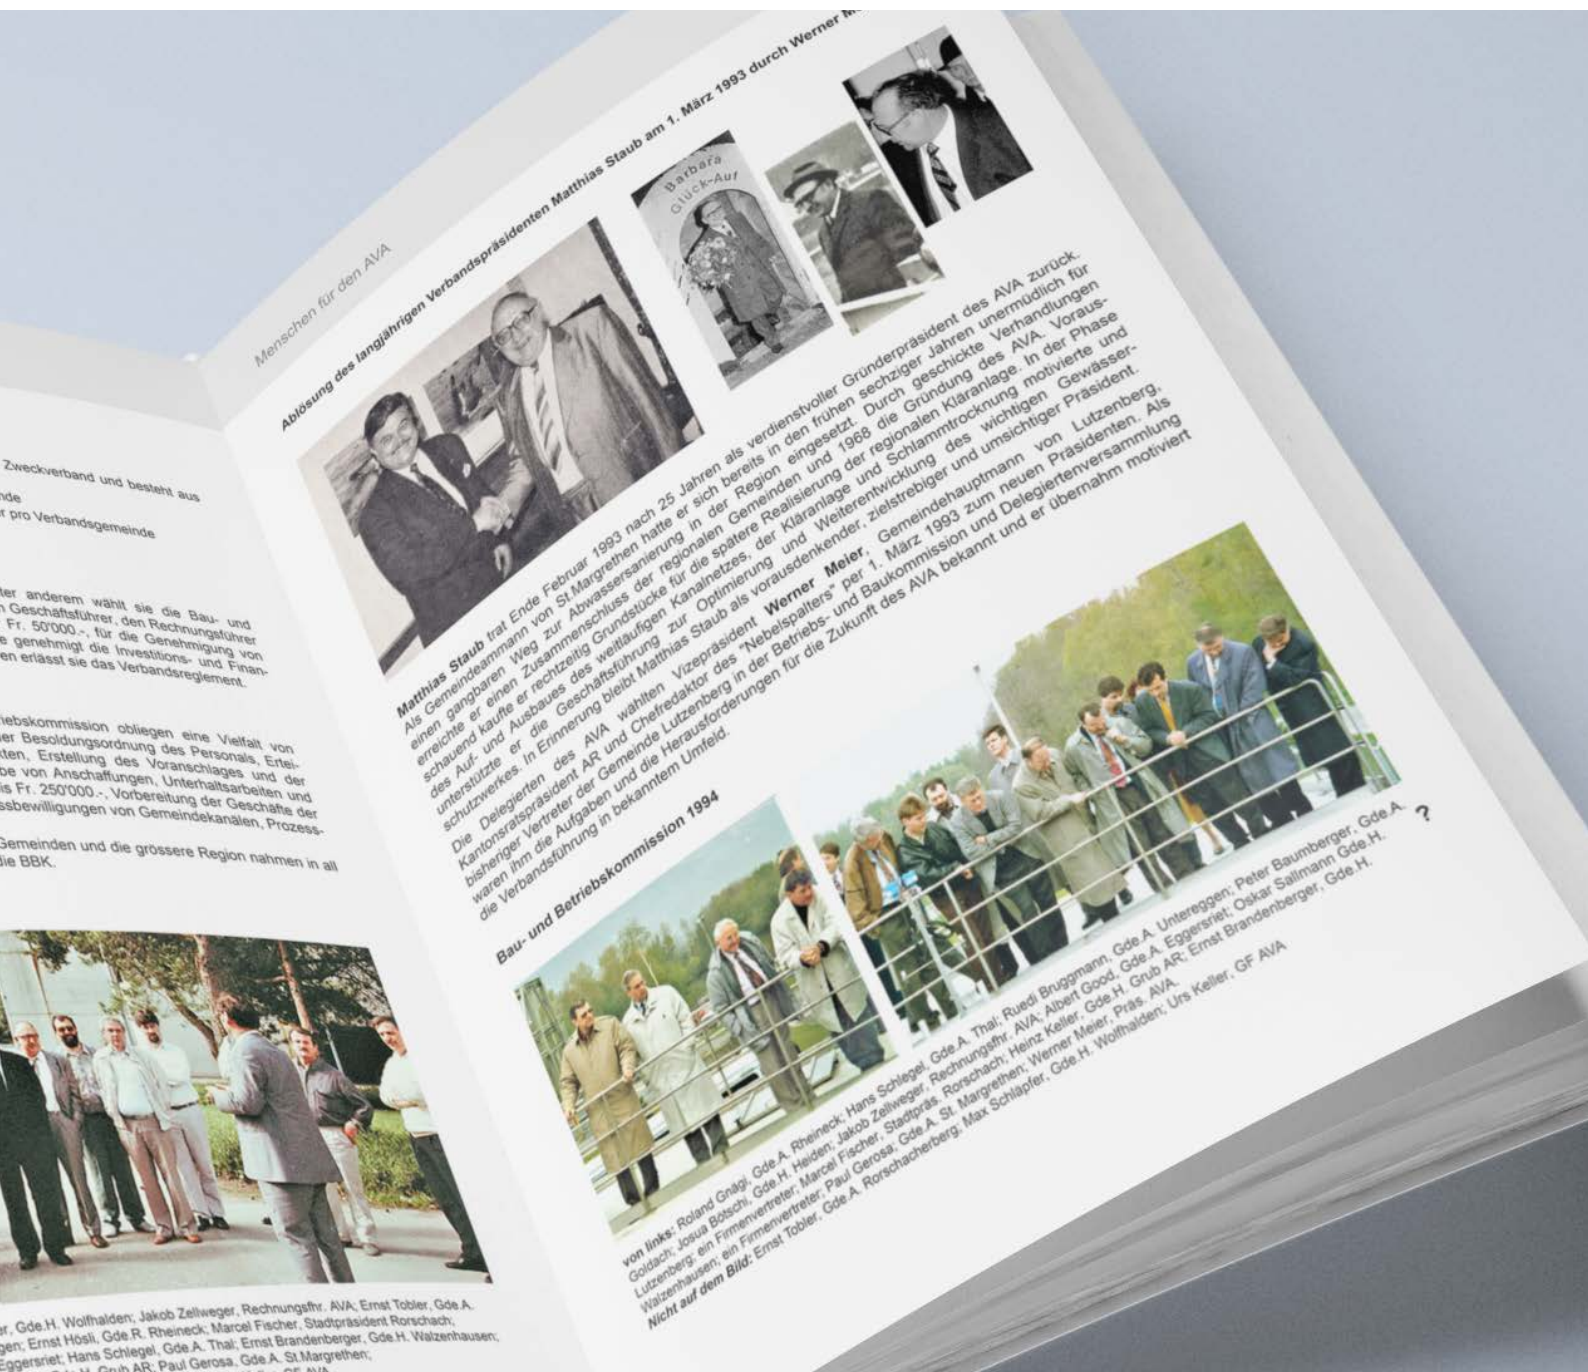 Zweckverband und besteht aus
nde
r pro Verbandsgemeinde
ter anderem wählt sie die Bau- und
n Geschäftsführer, den Rechnungsführer
Fr. 50'000.-, für die Genehmigung von
e genehmigt die Investitions- und Finan-
en erlässt sie das Verbandsreglement.
riebskommission obliegen eine Vielfalt von
er Besoldungsordnung des Personals, Ertei-
kten, Erstellung des Voranschlages und der
be von Anschaffungen, Unterhaltsarbeiten und
is Fr. 250'000.-, Vorbereitung der Geschäfte der
ssbewilligungen von Gemeindekanälen, Prozess-
Gemeinden und die grössere Region nahmen in all
die BBK.
er, Gde.H. Wolfhalden; Jakob Zellweger, Rechnungsfhr. AVA; Ernst Tobler, Gde.A.
gen; Ernst Hösli, Gde.R. Rheineck; Marcel Fischer, Stadtpräsident Rorschach;
Eggersriet; Hans Schlegel, Gde.A. Thal; Ernst Brandenberger, Gde.H. Walzenhausen;
Gde.H. Grub AR; Paul Gerosa, Gde.A. St.Margrethen;
GF AVA
Menschen für den AVA
Ablösung des langjährigen Verbandspräsidenten Matthias Staub am 1. März 1993 durch Werner
Barbara
Glück-Auf
Matthias Staub trat Ende Februar 1993 nach 25 Jahren als verdienstvoller Gründerpräsident des AVA zurück.
Als Gemeindeammann von St.Margrethen hatte er sich bereits in den frühen sechziger Jahren unermüdlich für
einen gangbaren Weg zur Abwassersanierung in der Region eingesetzt. Durch geschickte Verhandlungen
erreichte er einen Zusammenschluss der regionalen Gemeinden und 1968 die Gründung des AVA. Voraus-
schauend kaufte er rechtzeitig Grundstücke für die spätere Realisierung der regionalen Kläranlage. In der Phase
des Auf- und Ausbaues des weitläufigen Kanalnetzes, der Kläranlage und Schlammtrocknung motivierte und
unterstützte er die Geschäftsführung zur Optimierung und Weiterentwicklung des wichtigen Gewässer-
schutzwerkes. In Erinnerung bleibt Matthias Staub als vorausdenkender, zielstrebiger und umsichtiger Präsident.
Die Delegierten des AVA wählten Vizepräsident Werner Meier, Gemeindehauptmann von Lutzenberg,
Kantonsratspräsident AR und Chefredaktor des "Nebelspalters" per 1. März 1993 zum neuen Präsidenten. Als
bisheriger Vertreter der Gemeinde Lutzenberg in der Betriebs- und Baukommission und Delegiertenversammlung
waren ihm die Aufgaben und die Herausforderungen für die Zukunft des AVA bekannt und er übernahm motiviert
die Verbandsführung in bekanntem Umfeld.
Bau- und Betriebskommission 1994
?
von links: Roland Gnägi, Gde.A. Rheineck; Hans Schlegel, Gde.A. Thal; Ruedi Bruggmann, Gde.A. Untereggen; Peter Baumberger, Gde.A.
Goldach; Josua Bötschi, Gde.H. Heiden; Jakob Zellweger, Rechnungsfhr. AVA; Albert Good, Gde.A. Eggersriet; Oskar Sallmann Gde.H.
Lutzenberg; ein Firmenvertreter; Marcel Fischer, Stadtpräs. Rorschach; Heinz Keller, Gde.H. Grub AR; Ernst Brandenberger, Gde.H.
Walzenhausen; ein Firmenvertreter; Paul Gerosa; Gde.A. St. Margrethen; Werner Meier, Präs. AVA.
Nicht auf dem Bild: Ernst Tobler, Gde.A. Rorschacherberg; Max Schläpfer, Gde.H. Wolfhalden; Urs Keller, GF AVA